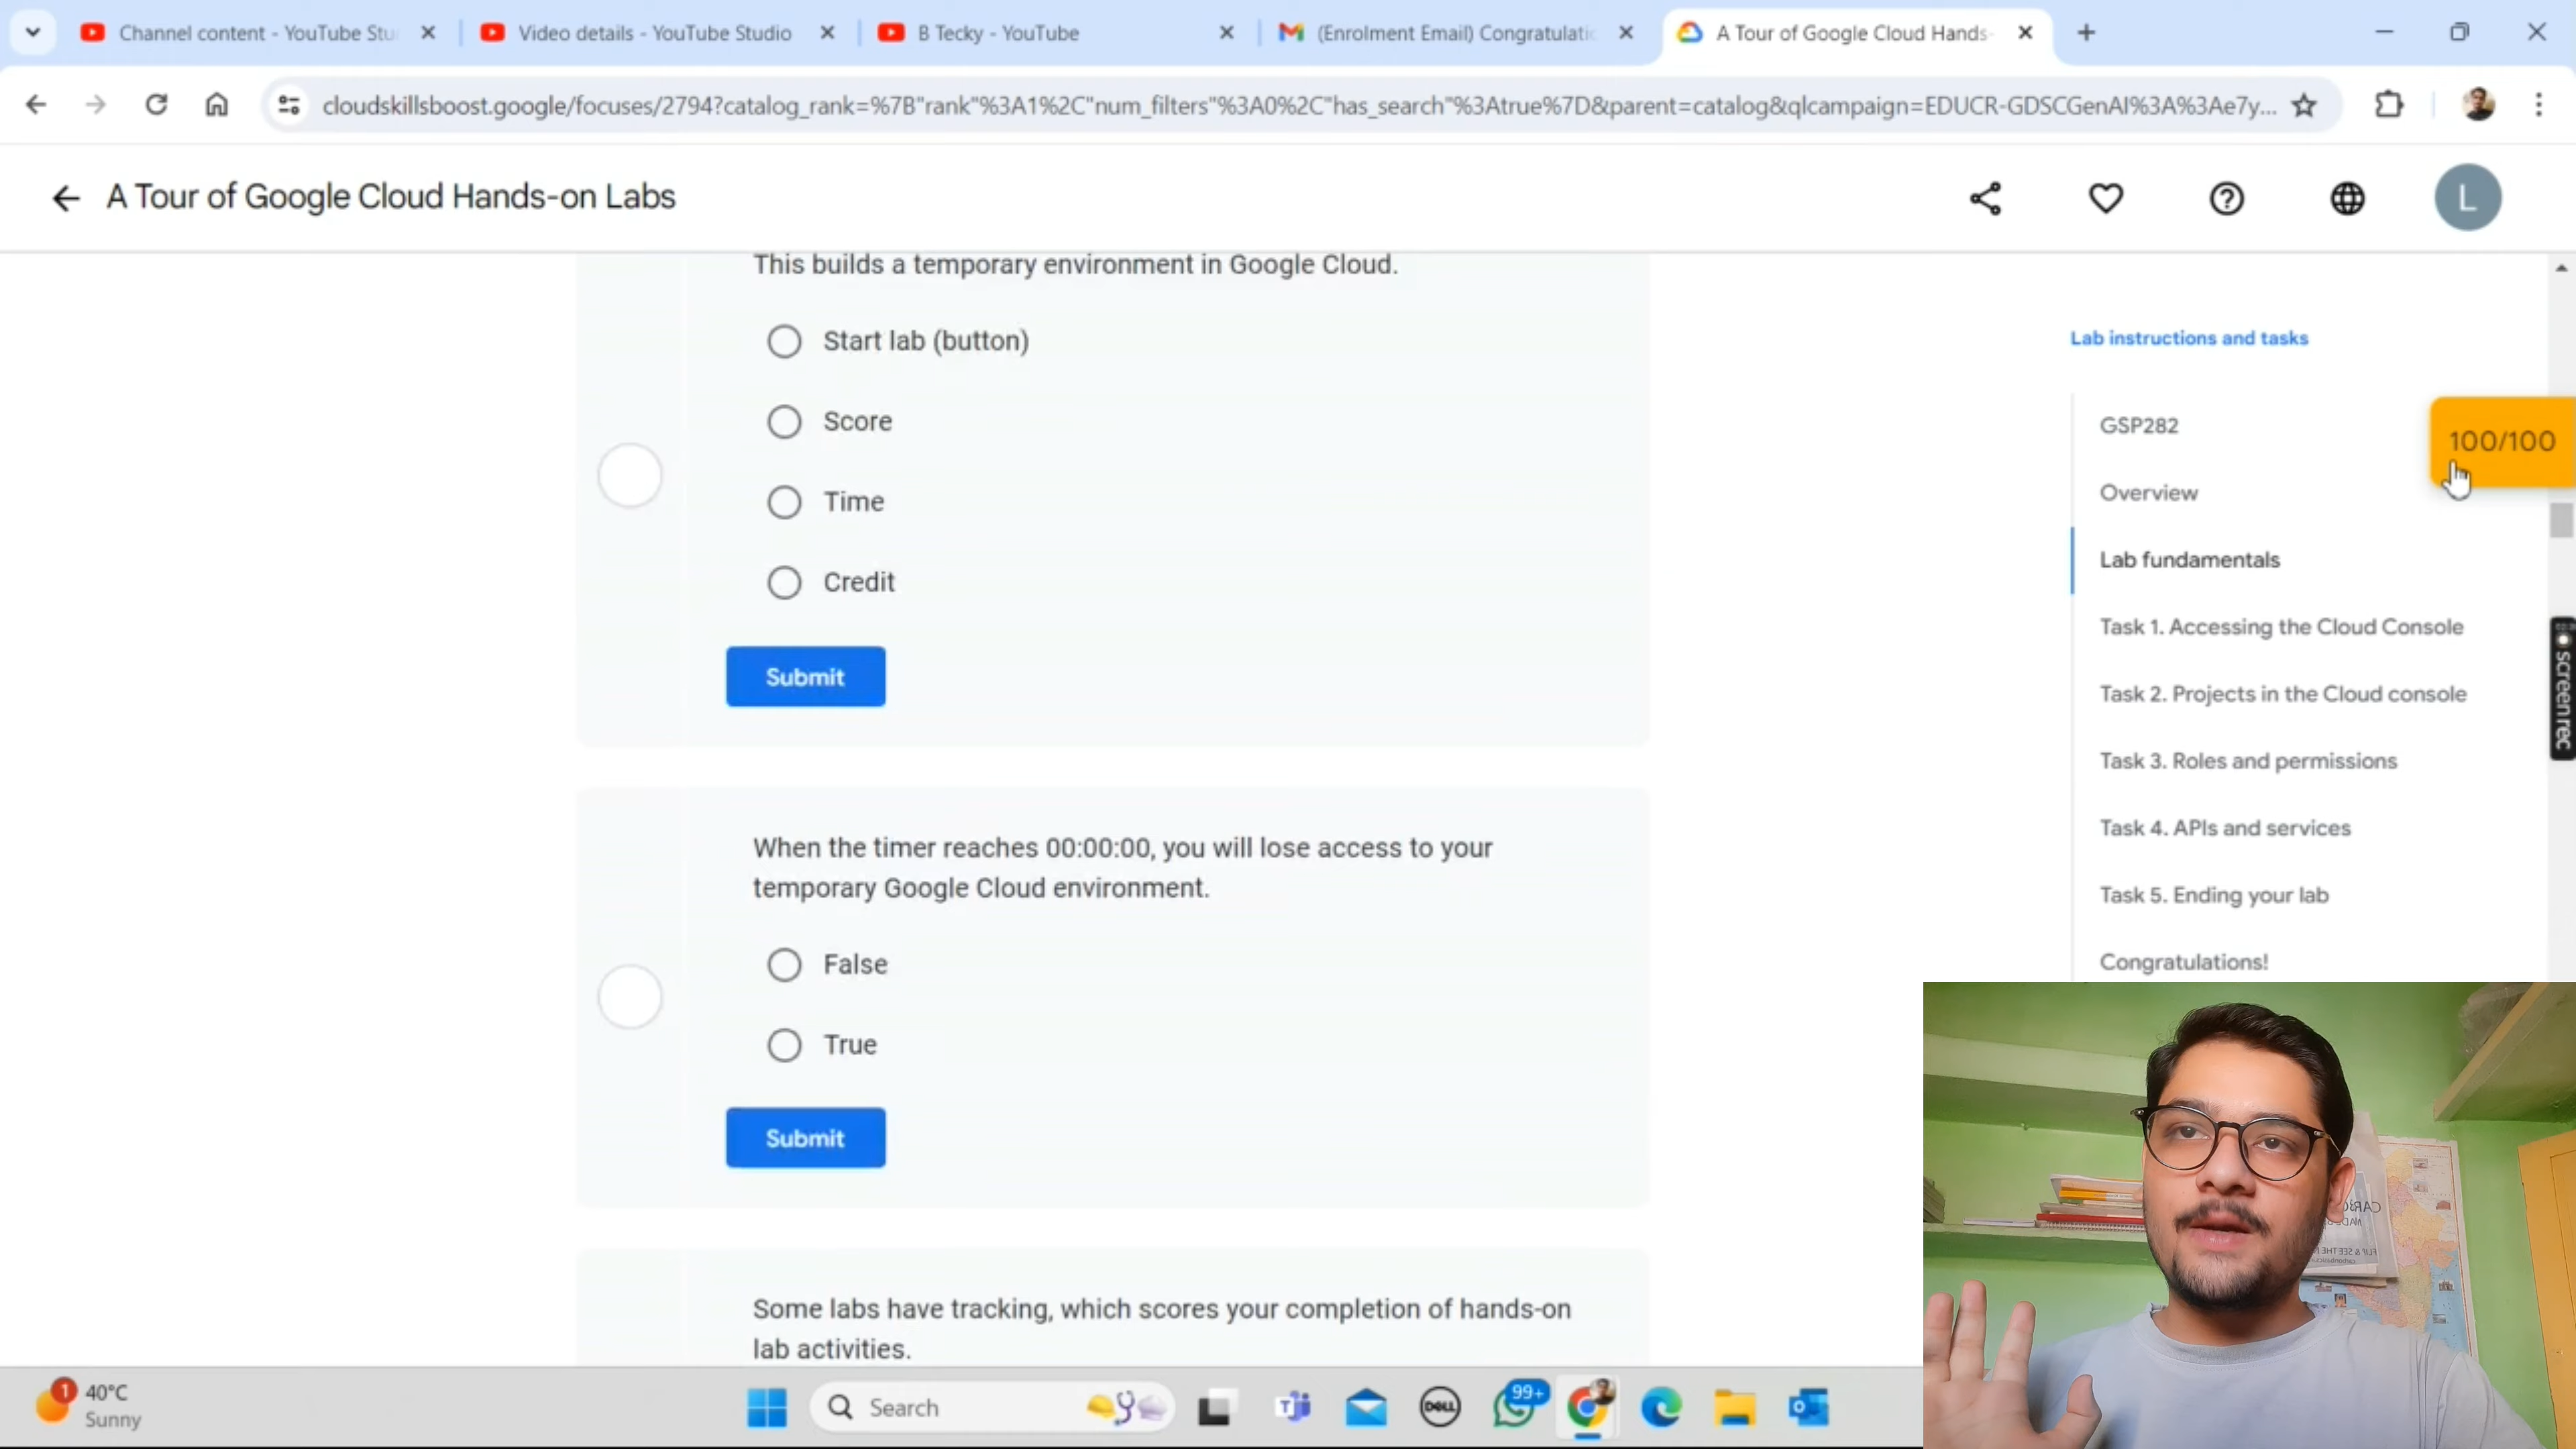 Channel content - YouTube Stu
Video details - YouTube Studio
B Tecky - YouTube
(Enrolment Email) Congratulatic
A Tour of Google Cloud Hands-
cloudskillsboost.google/focuses/2794?catalog_rank=%7B"rank"%3A1%2C"num_filters"%3A0%2C"has_search"%3Atrue%7D&parent=catalog&qlcampaign=EDUCR-GDSCGenAI%3A%3Ae7y...
A Tour of Google Cloud Hands-on Labs
L
This builds a temporary environment in Google Cloud.
Start lab (button)
Score
Time
Credit
Submit
When the timer reaches 00:00:00, you will lose access to your
temporary Google Cloud environment.
False
True
Submit
Some labs have tracking, which scores your completion of hands-on
lab activities.
Lab instructions and tasks
GSP282
100/100
Overview
Lab fundamentals
Task 1. Accessing the Cloud Console
Task 2. Projects in the Cloud console
Task 3. Roles and permissions
Task 4. APIs and services
Task 5. Ending your lab
Congratulations!
screenrec
1
40°C
Sunny
Search
DELL
99+